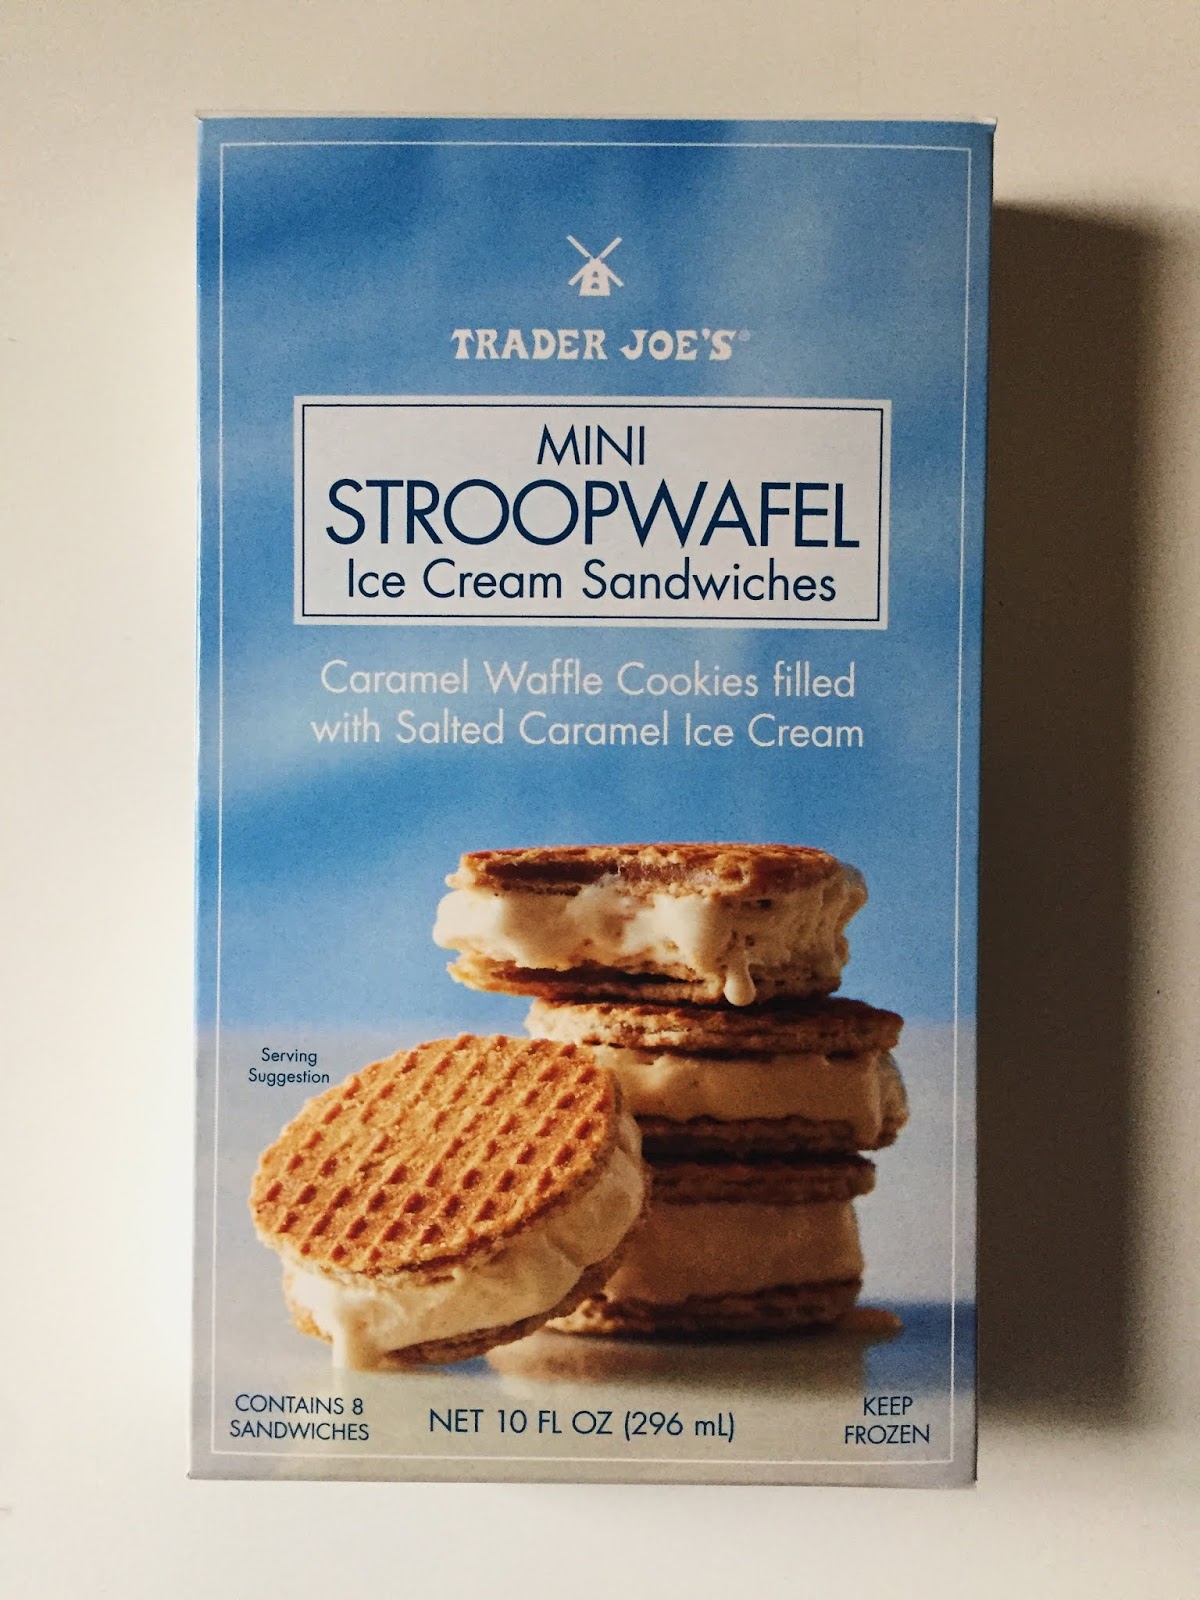 TRADER JOE'S®
MINI
STROOPWAFEL
Ice Cream Sandwiches
Caramel Waffle Cookies filled
with Salted Caramel Ice Cream
Serving
Suggestion
CONTAINS 8
SANDWICHES
NET 10 FL OZ (296 mL)
KEEP
FROZEN